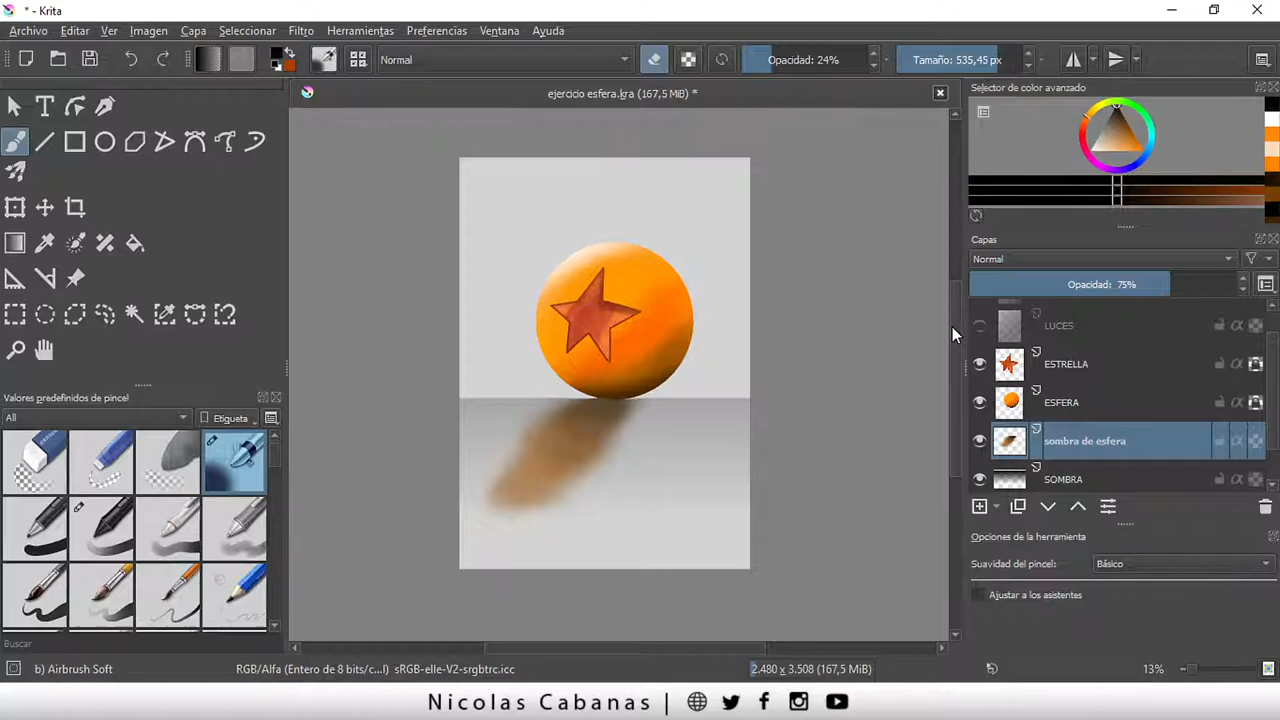 * - Krita
Archivo Editar Ver Imagen Capa Seleccionar Filtro Herramientas Preferencias Ventana Ayuda
Normal
Opacidad: 24%
Tamaño: 535,45 px
ejercicio esfera.kra (167,5 MiB) *
Selector de color avanzado
Capas
Normal
Opacidad: 75%
LUCES
ESTRELLA
ESFERA
sombra de esfera
SOMBRA
Opciones de la herramienta
Suavidad del pincel: Básico
Ajustar a los asistentes
Valores predefinidos de pincel
All
Etiqueta
Buscar
b) Airbrush Soft
RGB/Alfa (Entero de 8 bits/c...l) sRGB-elle-V2-srgbtrc.icc
2.480 x 3.508 (167,5 MiB)
13%
Nicolas Cabanas |